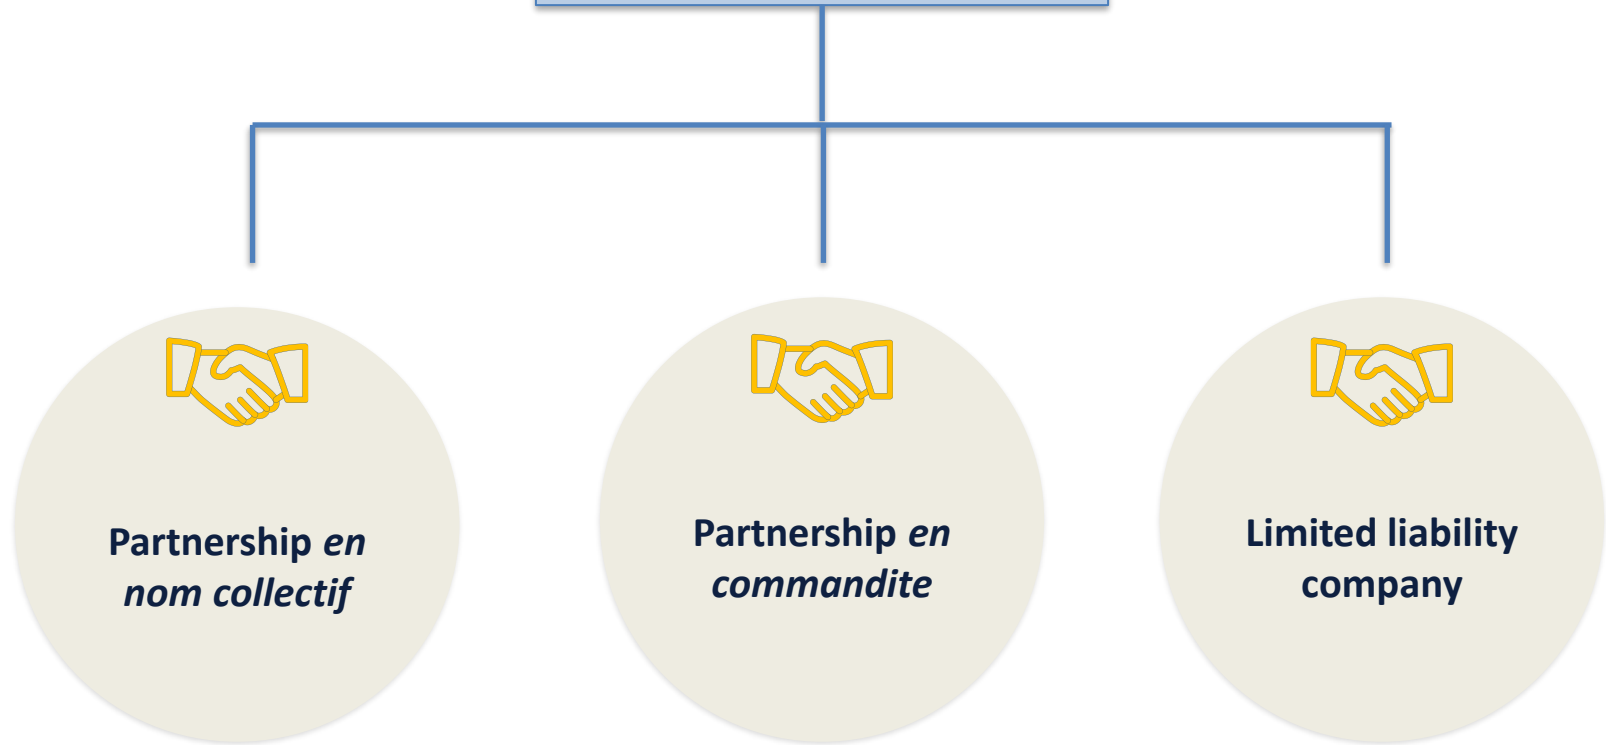 Partnership en
nom collectif
Partnership en
commandite
Limited liability
company